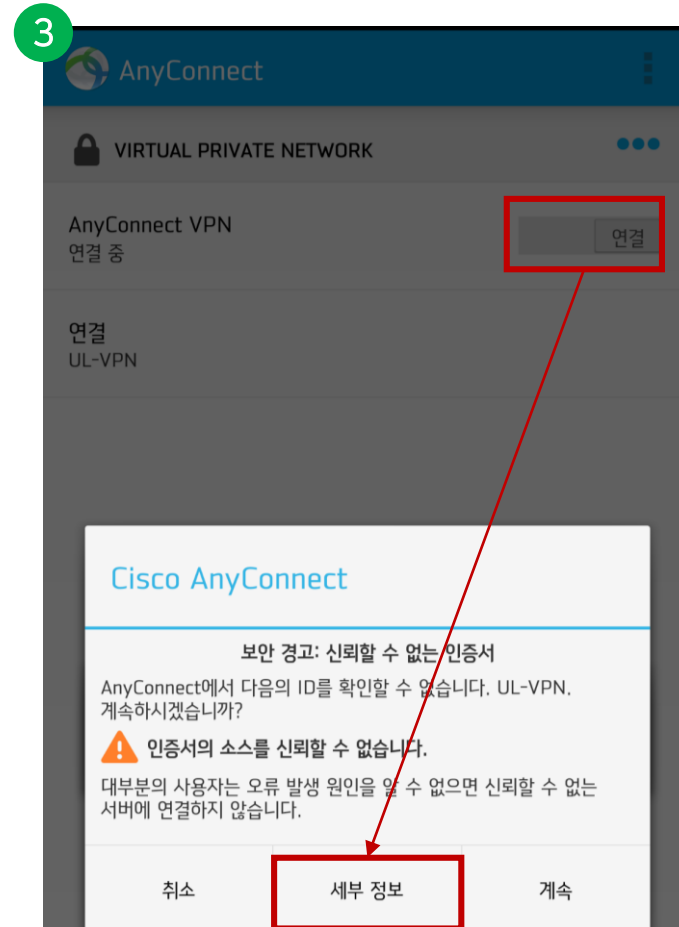 3
AnyConnect
VIRTUAL PRIVATE NETWORK
AnyConnect VPN
연결 중
연결
연결
UL-VPN
Cisco AnyConnect
보안 경고: 신뢰할 수 없는 인증서
AnyConnect에서 다음의 ID를 확인할 수 없습니다. UL-VPN.
계속하시겠습니까?
인증서의 소스를 신뢰할 수 없습니다.
대부분의 사용자는 오류 발생 원인을 알 수 없으면 신뢰할 수 없는
서버에 연결하지 않습니다.
취소 세부 정보 계속